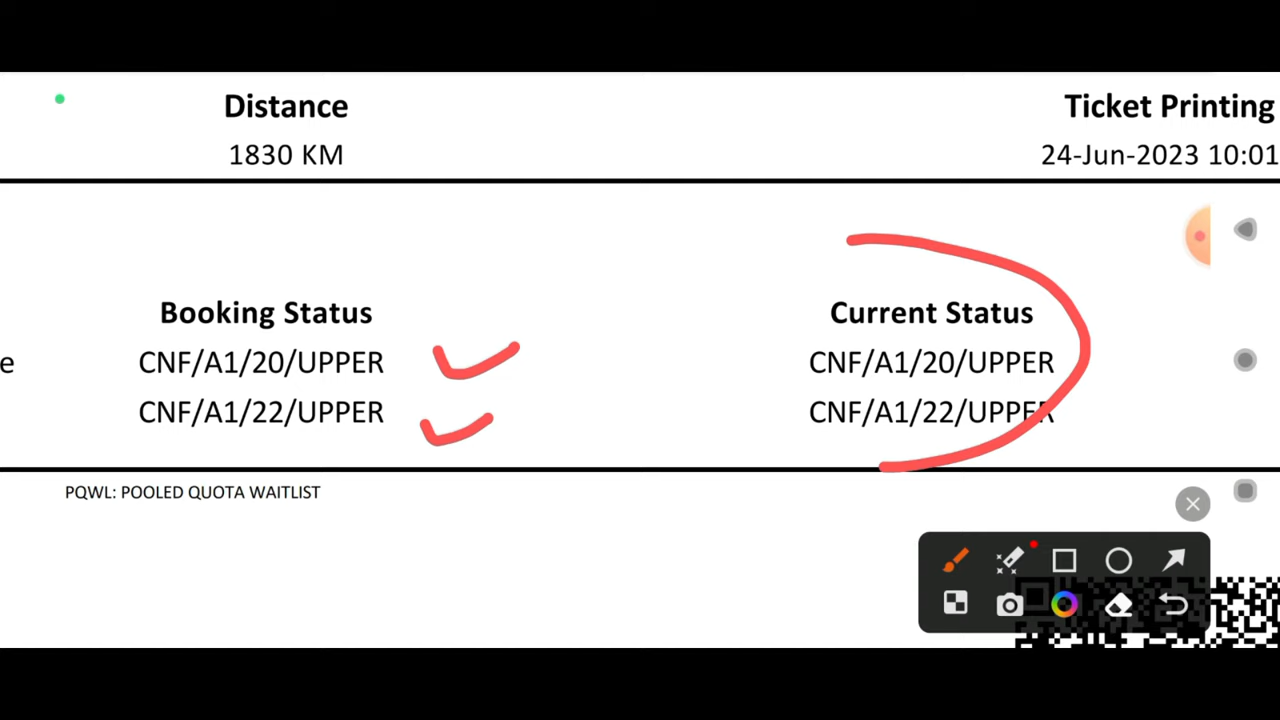 Distance
Ticket Printing
1830 KM
24-Jun-2023 10:01
Booking Status
Current Status
e
CNF/A1/20/UPPER
CNF/A1/20/UPPER
CNF/A1/22/UPPER
CNF/A1/22/UPPER
PQWL: POOLED QUOTA WAITLIST